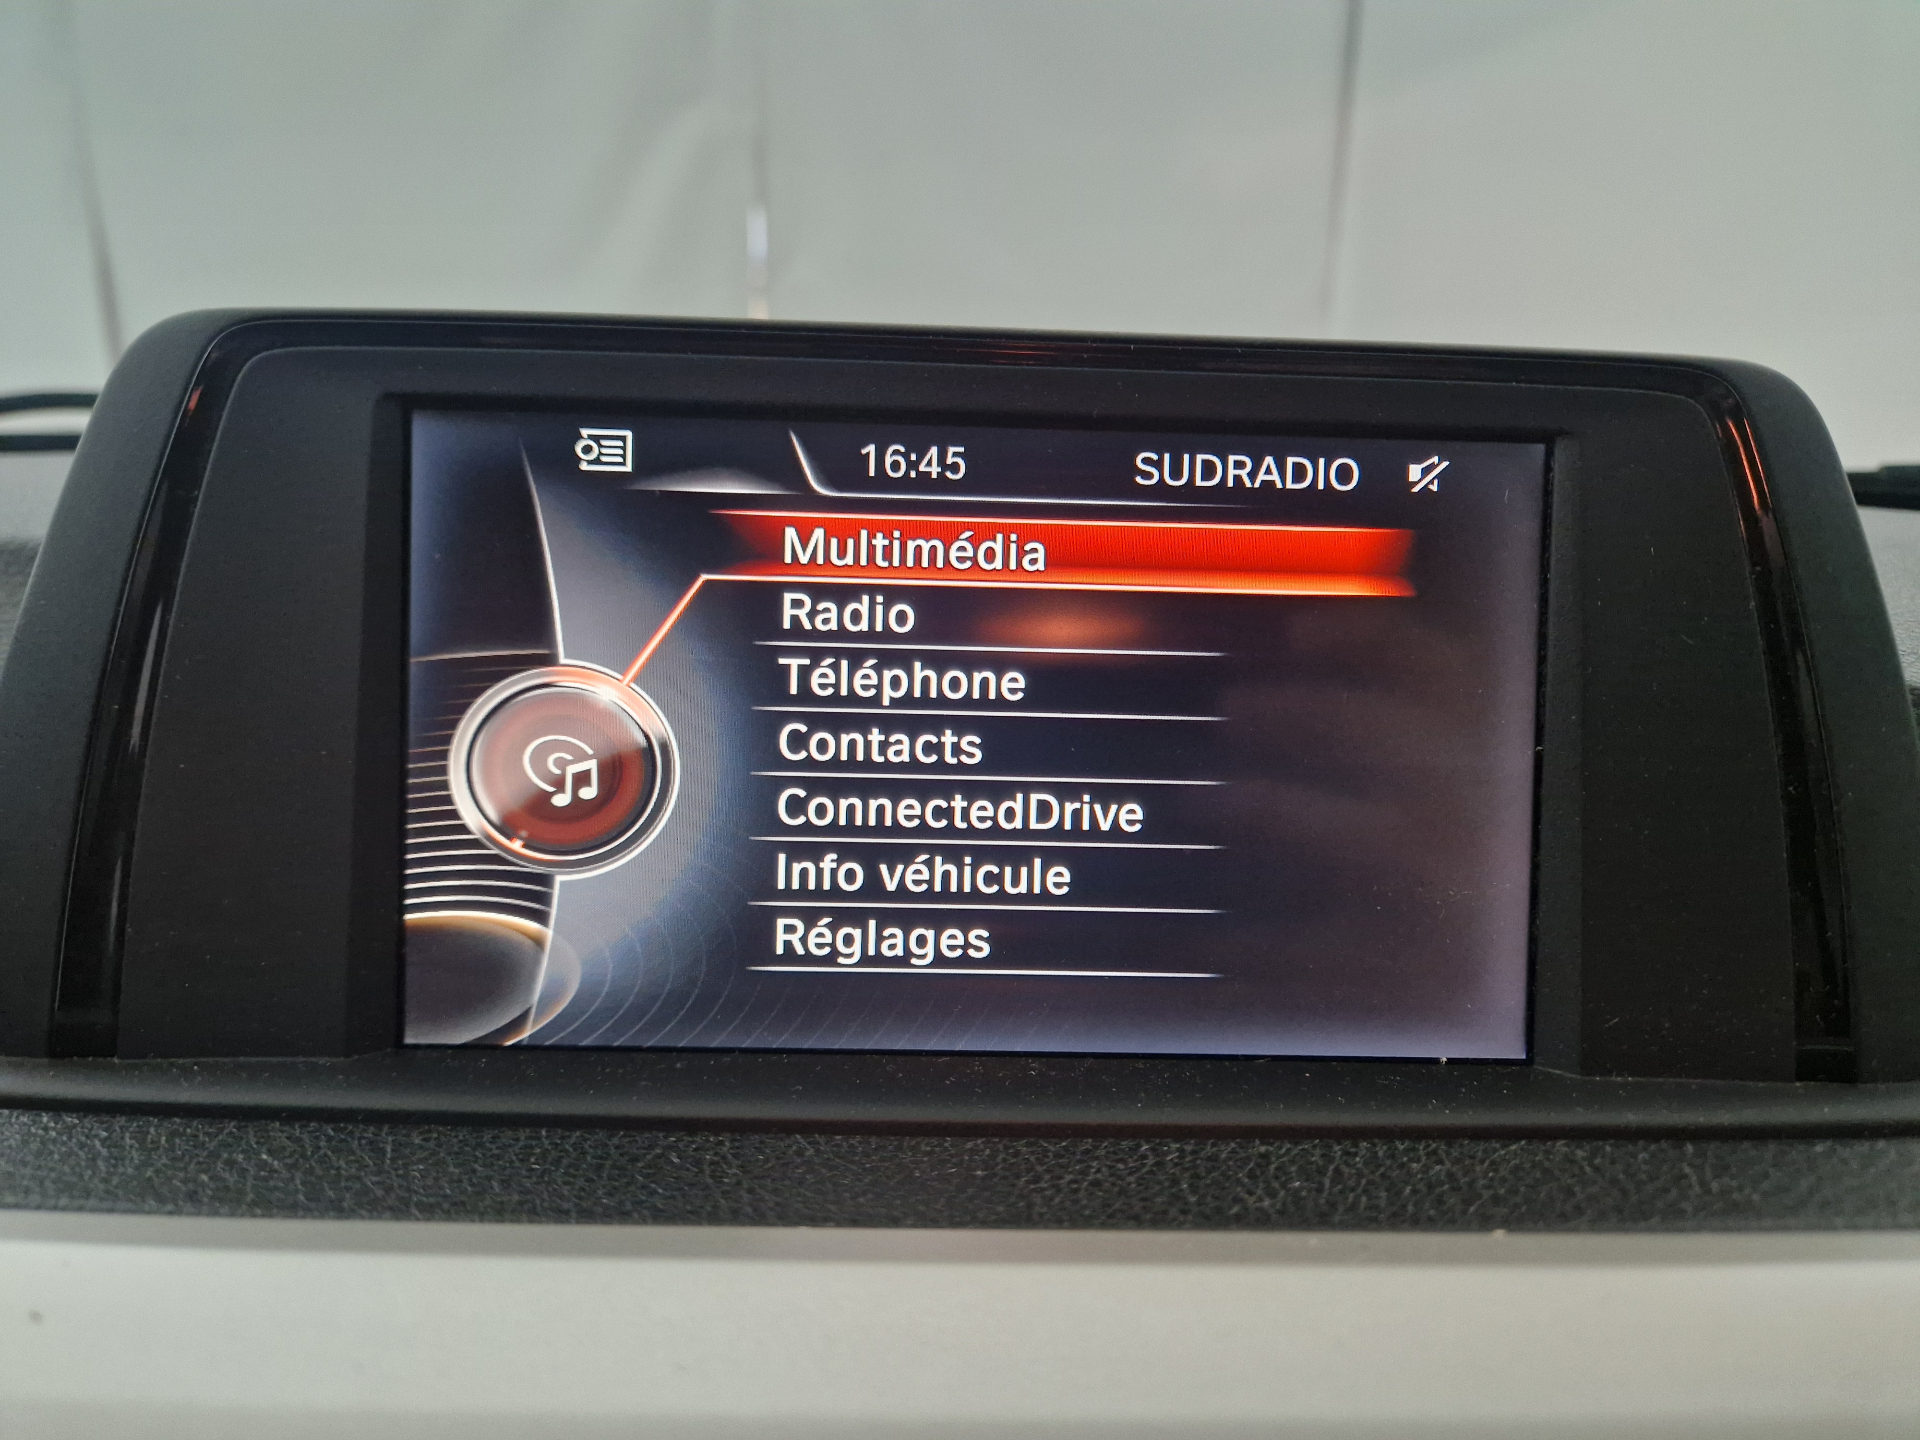 16:45 SUDRADIO
Multimédia
Radio
Téléphone
Contacts
ConnectedDrive
Info véhicule
Réglages